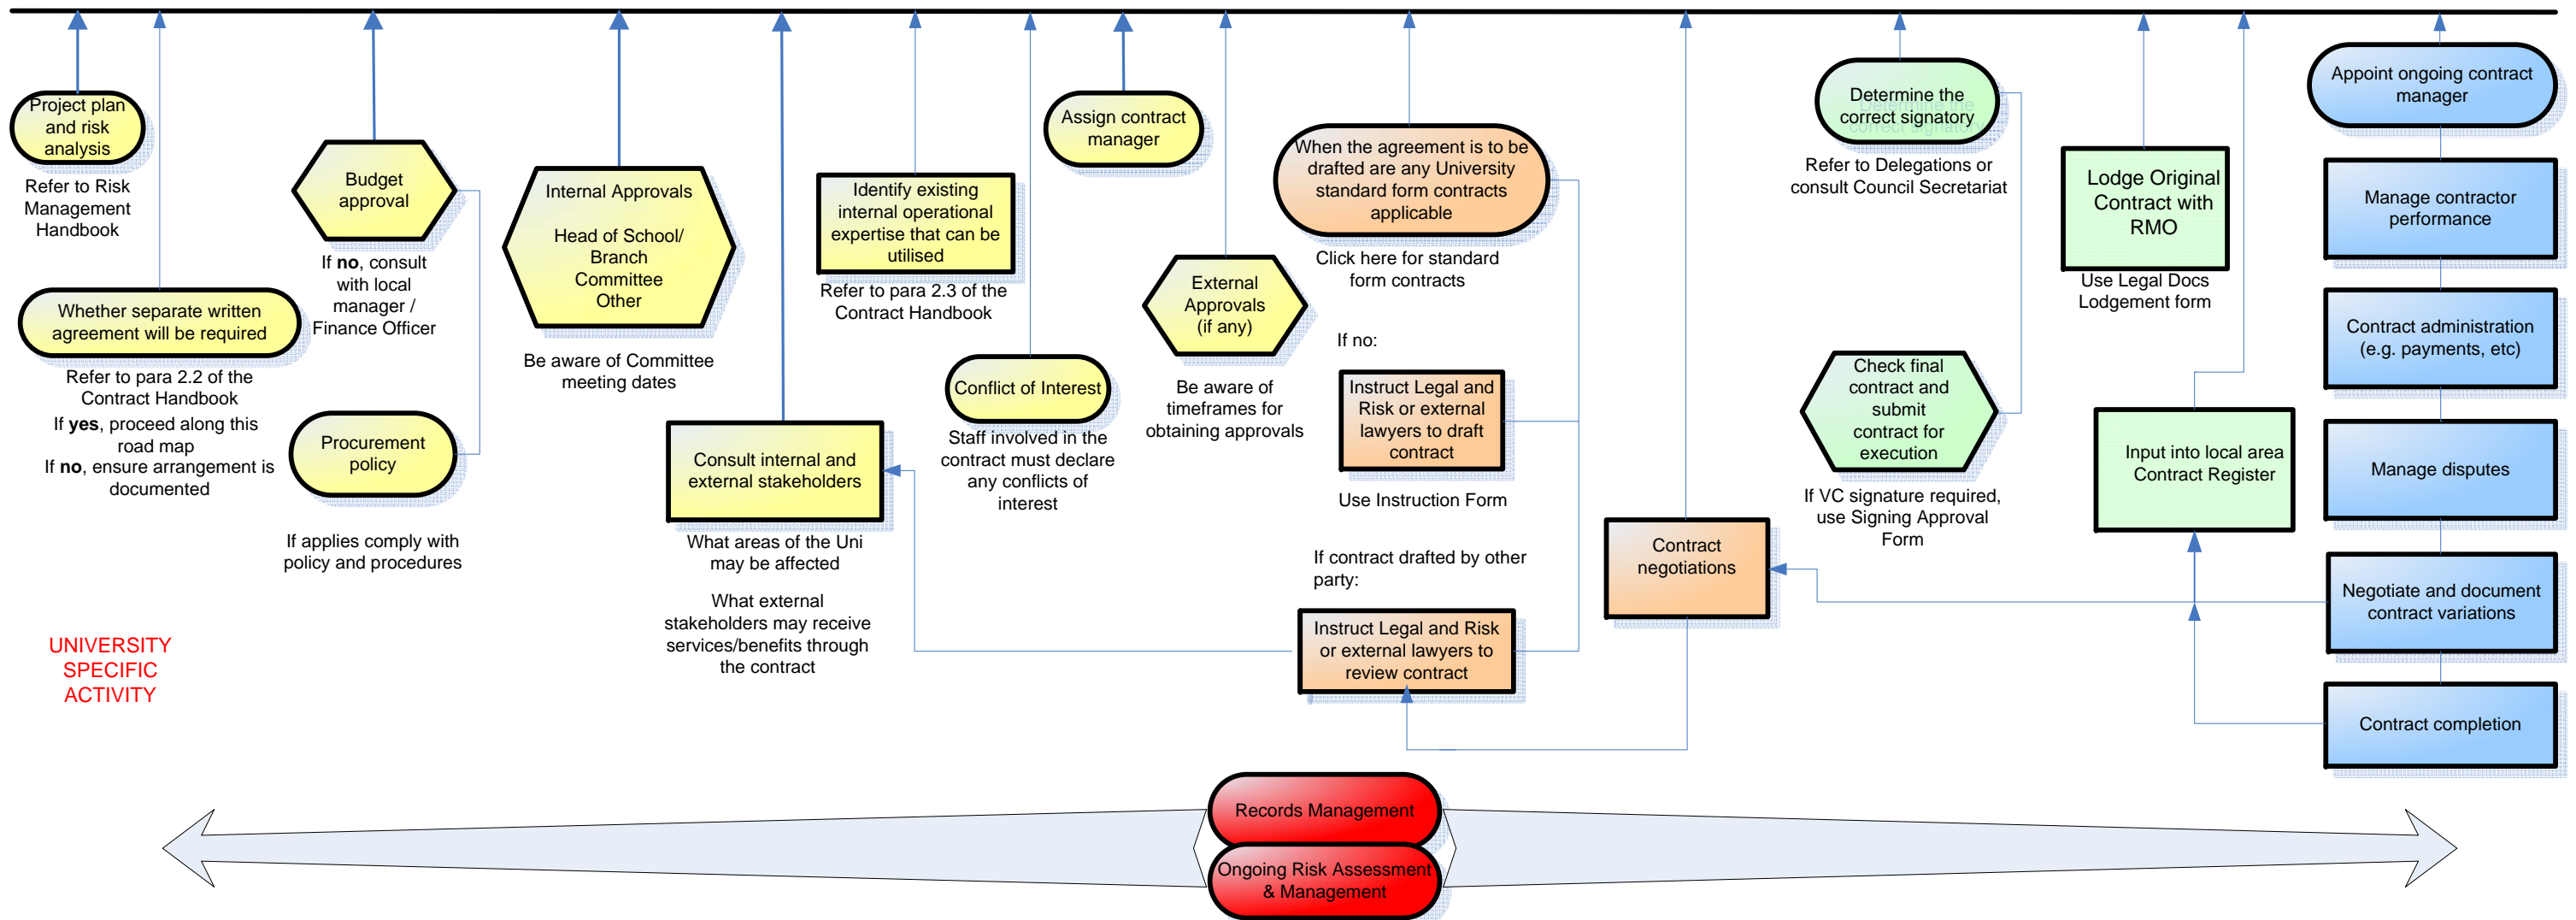 Project plan
and risk
analysis
Refer to Risk
Management
Handbook
Whether separate written
agreement will be required
Refer to para 2.2 of the
Contract Handbook
If yes, proceed along this
road map
If no, ensure arrangement is
documented
UNIVERSITY
SPECIFIC
ACTIVITY
Budget
approval
If no, consult
with local
manager /
Finance Officer
Procurement
policy
If applies comply with
policy and procedures
Internal Approvals
Head of School/
Branch
Committee
Other
Be aware of Committee
meeting dates
Consult internal and
external stakeholders
What areas of the Uni
may be affected
What external
stakeholders may receive
services/benefits through
the contract
Identify existing
internal operational
expertise that can be
utilised
Refer to para 2.3 of the
Contract Handbook
Conflict of Interest
Staff involved in the
contract must declare
any conflicts of
interest
Assign contract
manager
External
Approvals
(if any)
Be aware of
timeframes for
obtaining approvals
When the agreement is to be
drafted are any University
standard form contracts
applicable
Click here for standard
form contracts
If no:
Instruct Legal and
Risk or external
lawyers to draft
contract
Use Instruction Form
If contract drafted by other
party:
Instruct Legal and Risk
or external lawyers to
review contract
Contract
negotiations
Determine the
correct signatory
Refer to Delegations or
consult Council Secretariat
Check final
contract and
submit
contract for
execution
If VC signature required,
use Signing Approval
Form
Lodge Original
Contract with
RMO
Use Legal Docs
Lodgement form
Input into local area
Contract Register
Appoint ongoing contract
manager
Manage contractor
performance
Contract administration
(e.g. payments, etc)
Manage disputes
Negotiate and document
contract variations
Contract completion
Records Management
Ongoing Risk Assessment
& Management